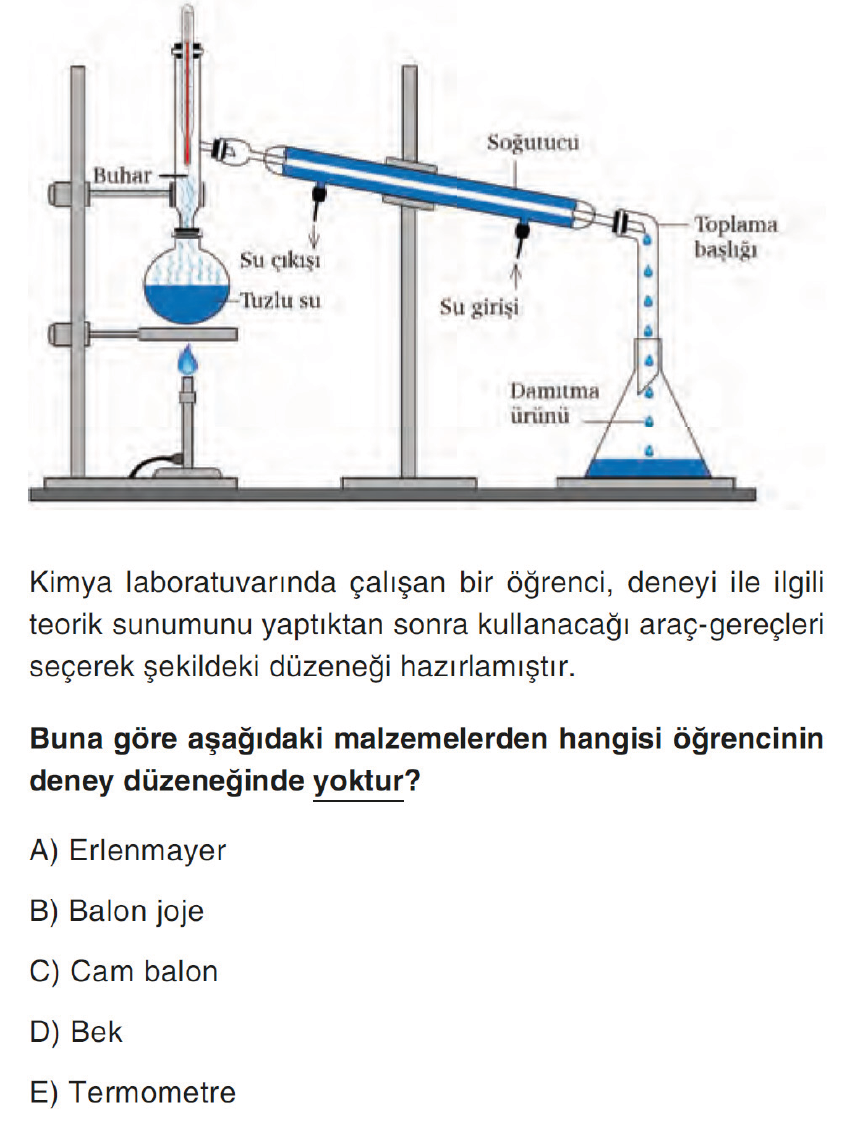 Soğutucu
Buhar
Toplama
başlığı
Su çıkışı
Tuzlu su
Su girişi
Damıtma
ürünü
Kimya laboratuvarında çalışan bir öğrenci, deneyi ile ilgili
teorik sunumunu yaptıktan sonra kullanacağı araç-gereçleri
seçerek şekildeki düzeneği hazırlamıştır.
Buna göre aşağıdaki malzemelerden hangisi öğrencinin
deney düzeneğinde yoktur?
A) Erlenmayer
B) Balon joje
C) Cam balon
D) Bek
E) Termometre